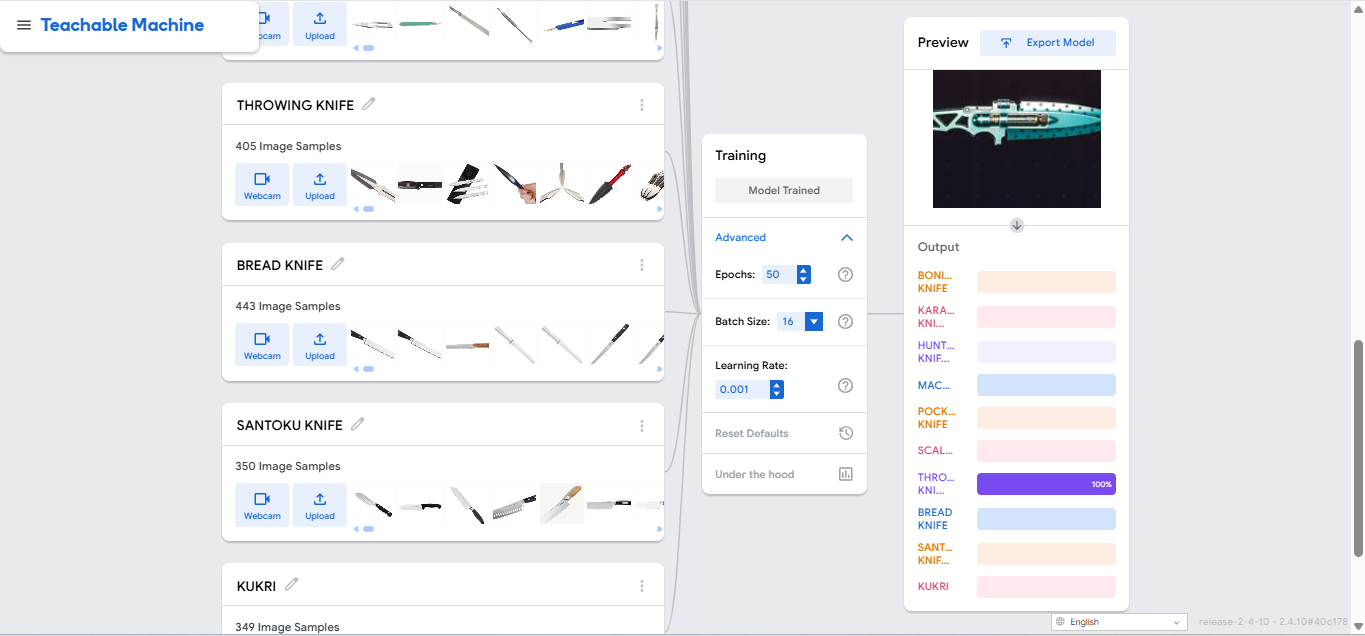 Teachable Machine
bcam
Upload
THROWING KNIFE
405 Image Samples
Webcam
Upload
BREAD KNIFE
443 Image Samples
Webcam
Upload
SANTOKU KNIFE
350 Image Samples
Webcam
Upload
KUKRI
349 Image Samples
Training
Model Trained
Advanced
Epochs: 50
Batch Size: 16
Learning Rate:
0.001
Reset Defaults
Under the hood
Preview
Export Model
Output
BONI...
KNIFE
KARA...
KNI...
HUNT...
KNIF...
MAC...
POCK...
KNIFE
SCAL...
THRO...
KNI...
100%
BREAD
KNIFE
SANT...
KNIF...
KUKRI
English
release-2-4-10 - 2.4.10#40c178